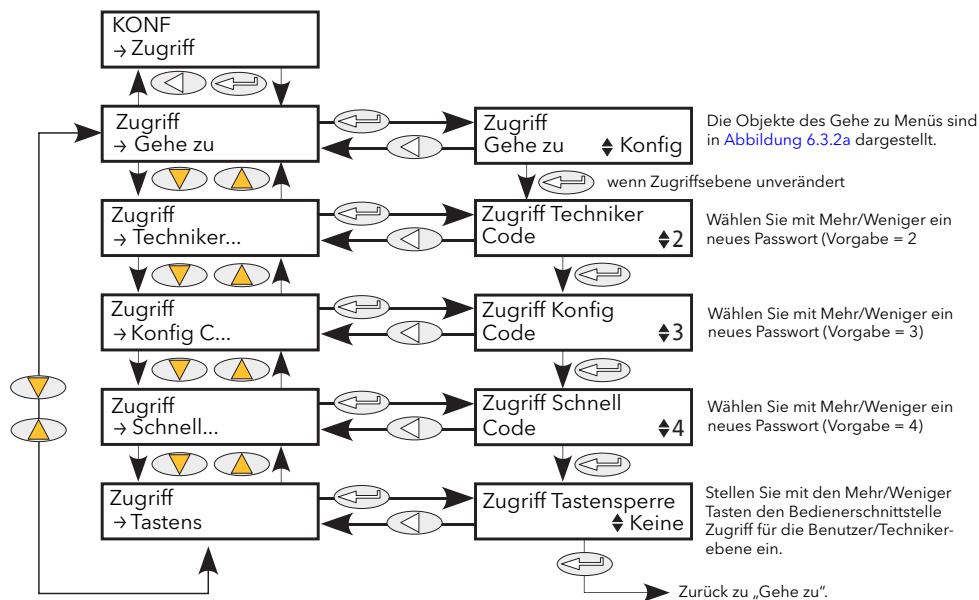 KONF
→ Zugriff
Zugriff
→ Gehe zu
Zugriff
Gehe zu ♦ Konfig
Die Objekte des Gehe zu Menüs sind
in Abbildung 6.3.2a dargestellt.
wenn Zugriffsebene unverändert
Zugriff
→ Techniker...
Zugriff Techniker
Code ♦2
Wählen Sie mit Mehr/Weniger ein
neues Passwort (Vorgabe = 2
Zugriff
→ Konfig C...
Zugriff Konfig
Code ♦3
Wählen Sie mit Mehr/Weniger ein
neues Passwort (Vorgabe = 3)
Zugriff
→ Schnell...
Zugriff Schnell
Code ♦4
Wählen Sie mit Mehr/Weniger ein
neues Passwort (Vorgabe = 4)
Zugriff
→ Tastens
Zugriff Tastensperre
♦ Keine
Stellen Sie mit den Mehr/Weniger
Tasten den Bedienerschnittstelle
Zugriff für die Benutzer/Techniker-
ebene ein.
Zurück zu „Gehe zu“.